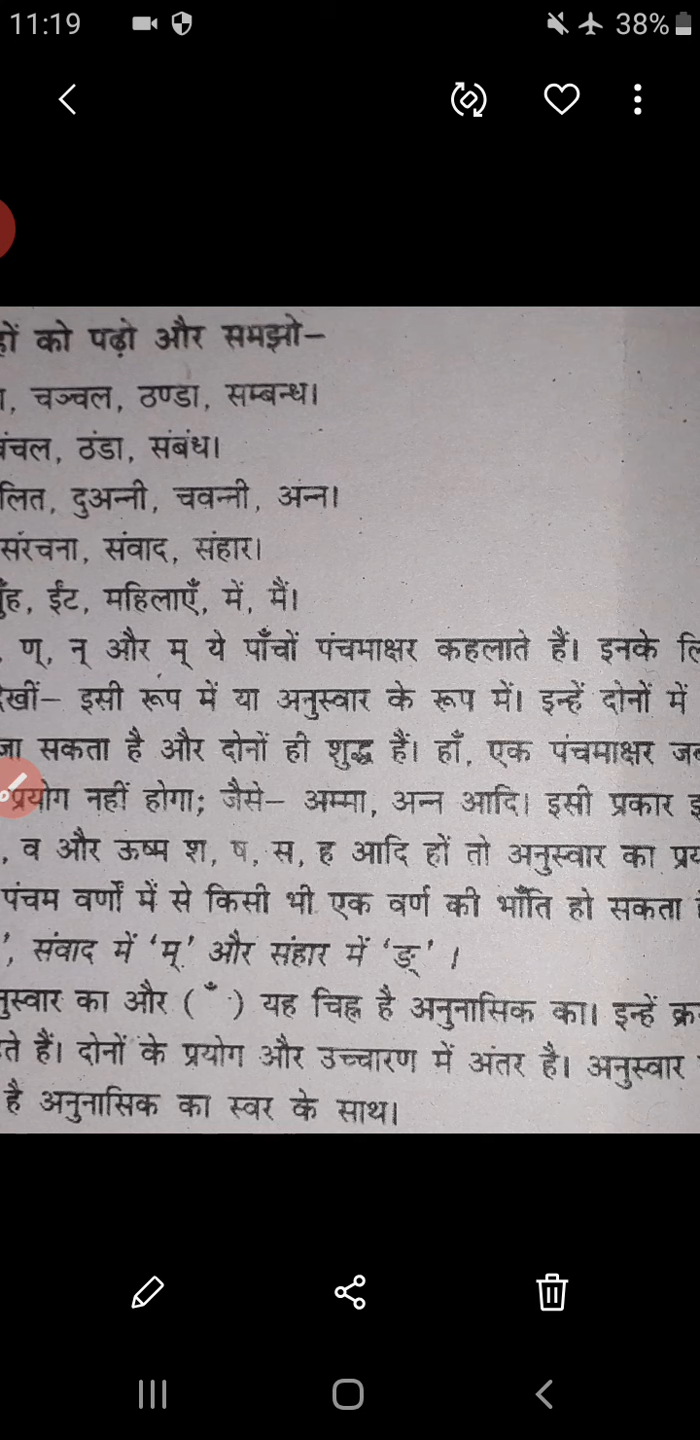 11:19 38%
को पढ़ो और समझो–
चञ्चल, ठण्डा, सम्बन्ध।
ठंडा, संबंध।
दुअन्नी, चवन्नी, अन्न।
संरचना, संवाद, संहार।
ईंट, महिलाएँ, में, मैं।
ण्, न् और म् ये पाँचों पंचमाक्षर कहलाते हैं। इनके
इसी रूप में या अनुस्वार के रूप में। इन्हें दोनों में
जा सकता है और दोनों ही शुद्ध हैं। हाँ, एक पंचमाक्षर
प्रयोग नहीं होगा; जैसे– अम्मा, अन्न आदि। इसी प्रकार
, व और ऊष्म श, ष, स, ह आदि हों तो अनुस्वार का
पंचम वर्णों में से किसी भी एक वर्ण की भाँति हो सकता
', संवाद में ‘म्’ और संहार में ‘ङ्’ ।
का और ( ँ ) यह चिह्न है अनुनासिक का। इन्हें
हैं। दोनों के प्रयोग और उच्चारण में अंतर है। अनुस्वार
है अनुनासिक का स्वर के साथ।